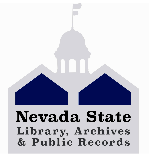 Nevada State
Library, Archives
& Public Records